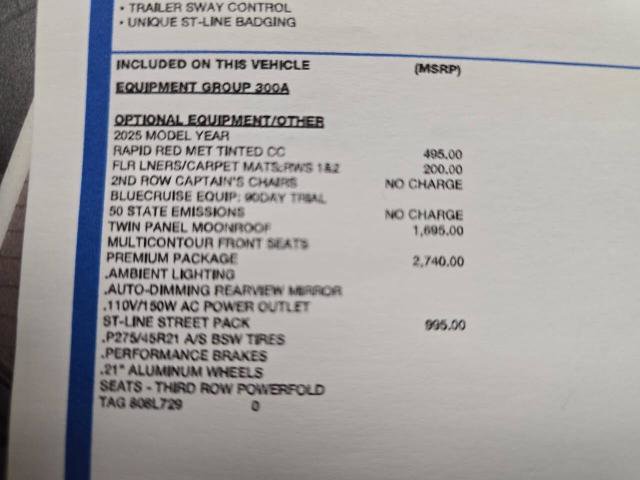 • TRAILER SWAY CONTROL
• UNIQUE ST-LINE BADGING
INCLUDED ON THIS VEHICLE (MSRP)
EQUIPMENT GROUP 300A
OPTIONAL EQUIPMENT/OTHER
2025 MODEL YEAR
RAPID RED MET TINTED CC 495.00
FLR LNERS/CARPET MATS;RWS 1&2 200.00
2ND ROW CAPTAIN'S CHAIRS NO CHARGE
BLUECRUISE EQUIP: 90DAY TRIAL
50 STATE EMISSIONS NO CHARGE
TWIN PANEL MOONROOF 1,695.00
MULTICONTOUR FRONT SEATS
PREMIUM PACKAGE 2,740.00
.AMBIENT LIGHTING
.AUTO-DIMMING REARVIEW MIRROR
.110V/150W AC POWER OUTLET
ST-LINE STREET PACK 995.00
.P275/45R21 A/S BSW TIRES
.PERFORMANCE BRAKES
.21" ALUMINUM WHEELS
SEATS - THIRD ROW POWERFOLD
TAG 808L729 0